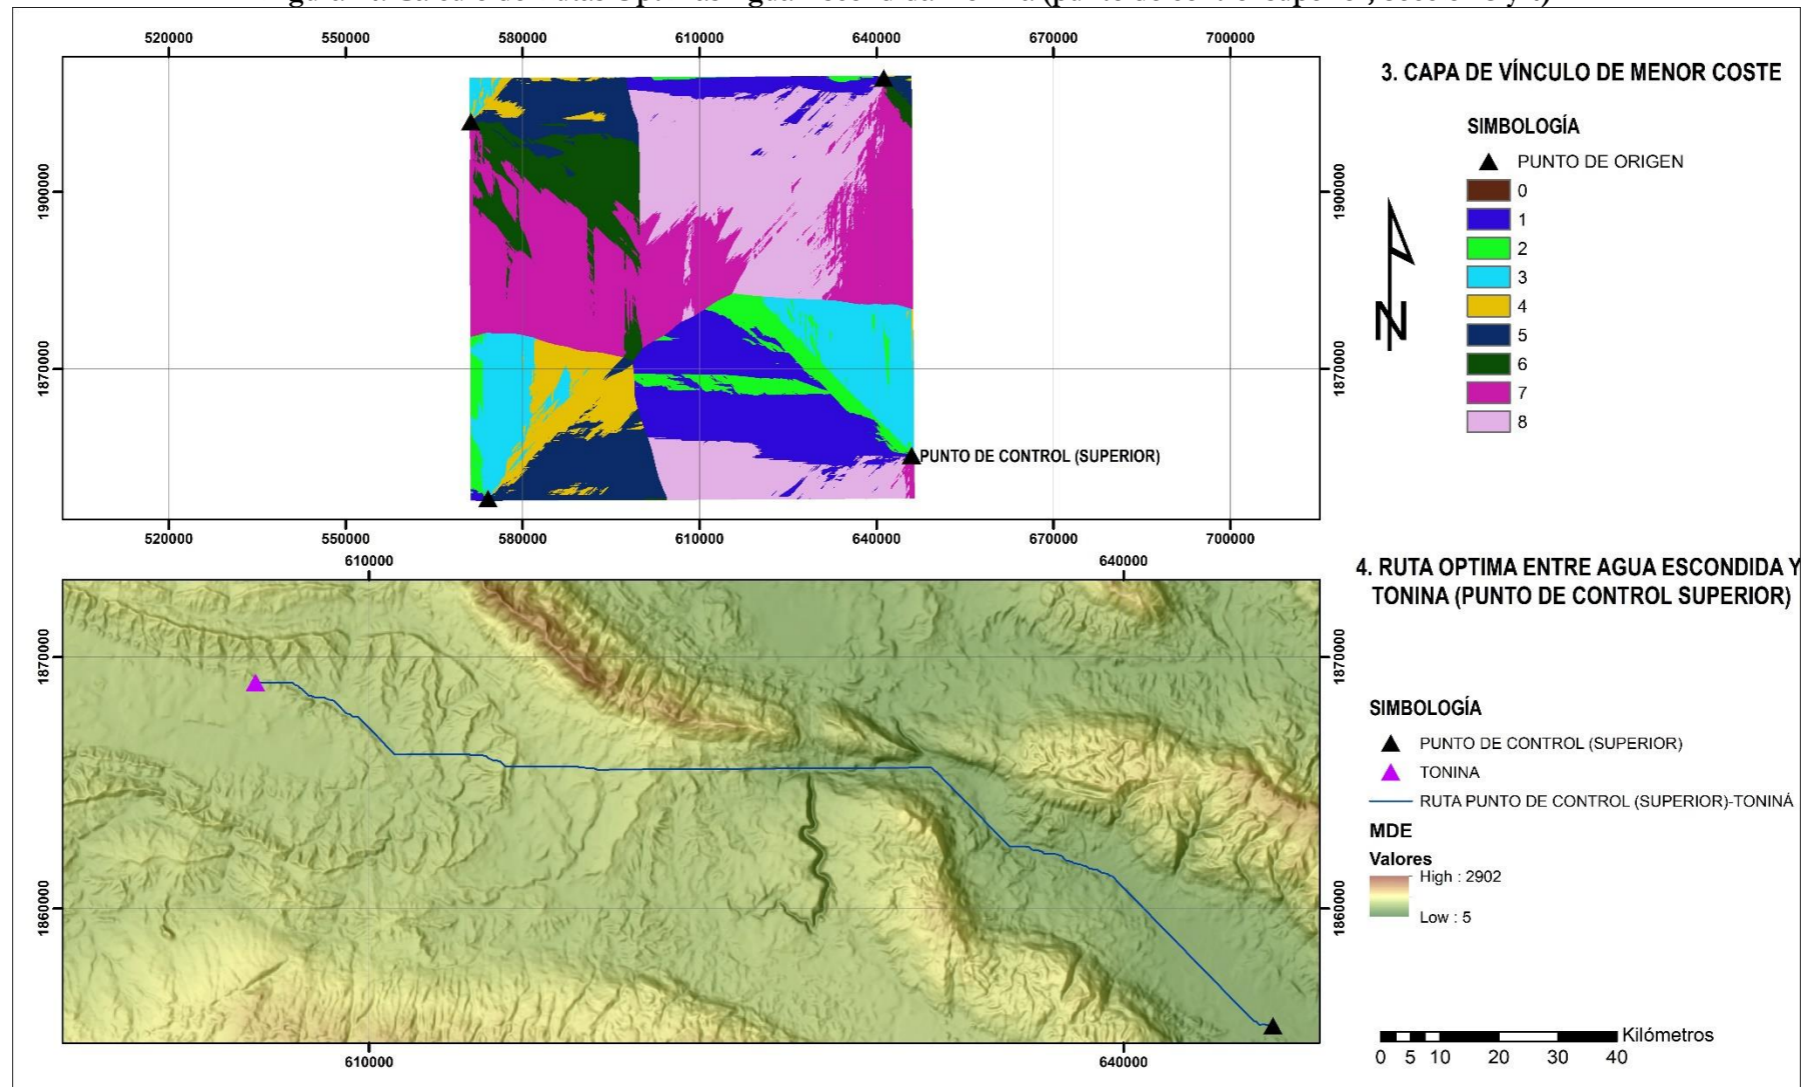 520000 550000 580000 610000 640000 670000 700000
3. CAPA DE VÍNCULO DE MENOR COSTE
SIMBOLOGÍA
PUNTO DE ORIGEN
0
1
2
3
4
5
6
7
8
N
1900000 1900000
1870000 1870000
PUNTO DE CONTROL (SUPERIOR)
520000 550000 580000 610000 640000 670000 700000
610000 640000
4. RUTA OPTIMA ENTRE AGUA ESCONDIDA Y
TONINA (PUNTO DE CONTROL SUPERIOR)
1870000 1870000
SIMBOLOGÍA
PUNTO DE CONTROL (SUPERIOR)
TONINA
RUTA PUNTO DE CONTROL (SUPERIOR)-TONINÁ
MDE
Valores
High : 2902
Low : 5
1860000 1860000
610000 640000
Kilómetros
0 5 10 20 30 40